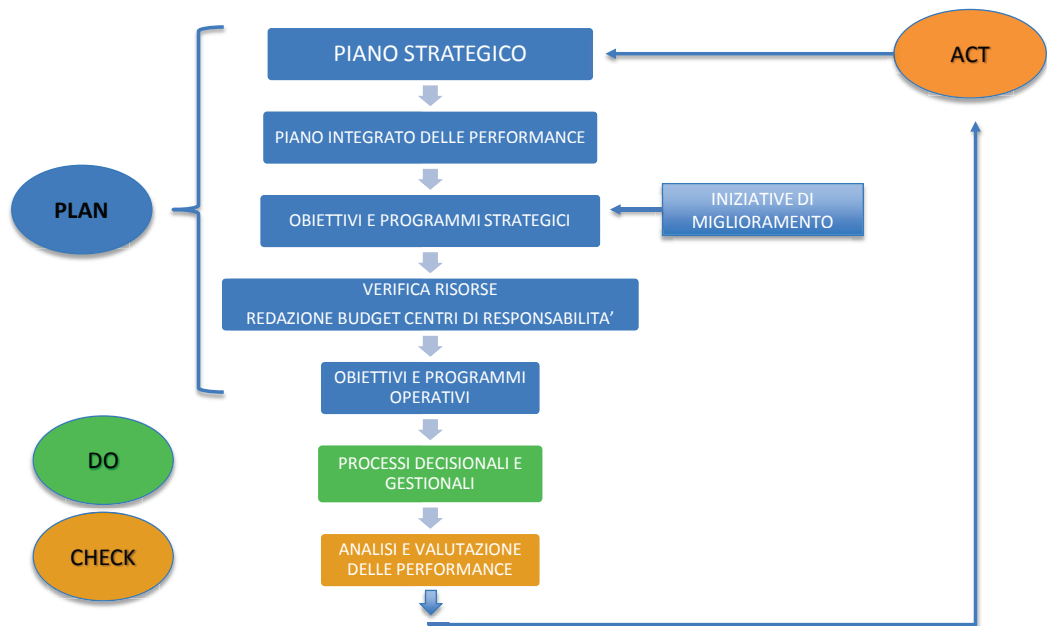 PIANO STRATEGICO
ACT
PIANO INTEGRATO DELLE PERFORMANCE
PLAN
OBIETTIVI E PROGRAMMI STRATEGICI
INIZIATIVE DI
MIGLIORAMENTO
VERIFICA RISORSE
REDAZIONE BUDGET CENTRI DI RESPONSABILITA’
OBIETTIVI E PROGRAMMI
OPERATIVI
DO
PROCESSI DECISIONALI E
GESTIONALI
CHECK
ANALISI E VALUTAZIONE
DELLE PERFORMANCE